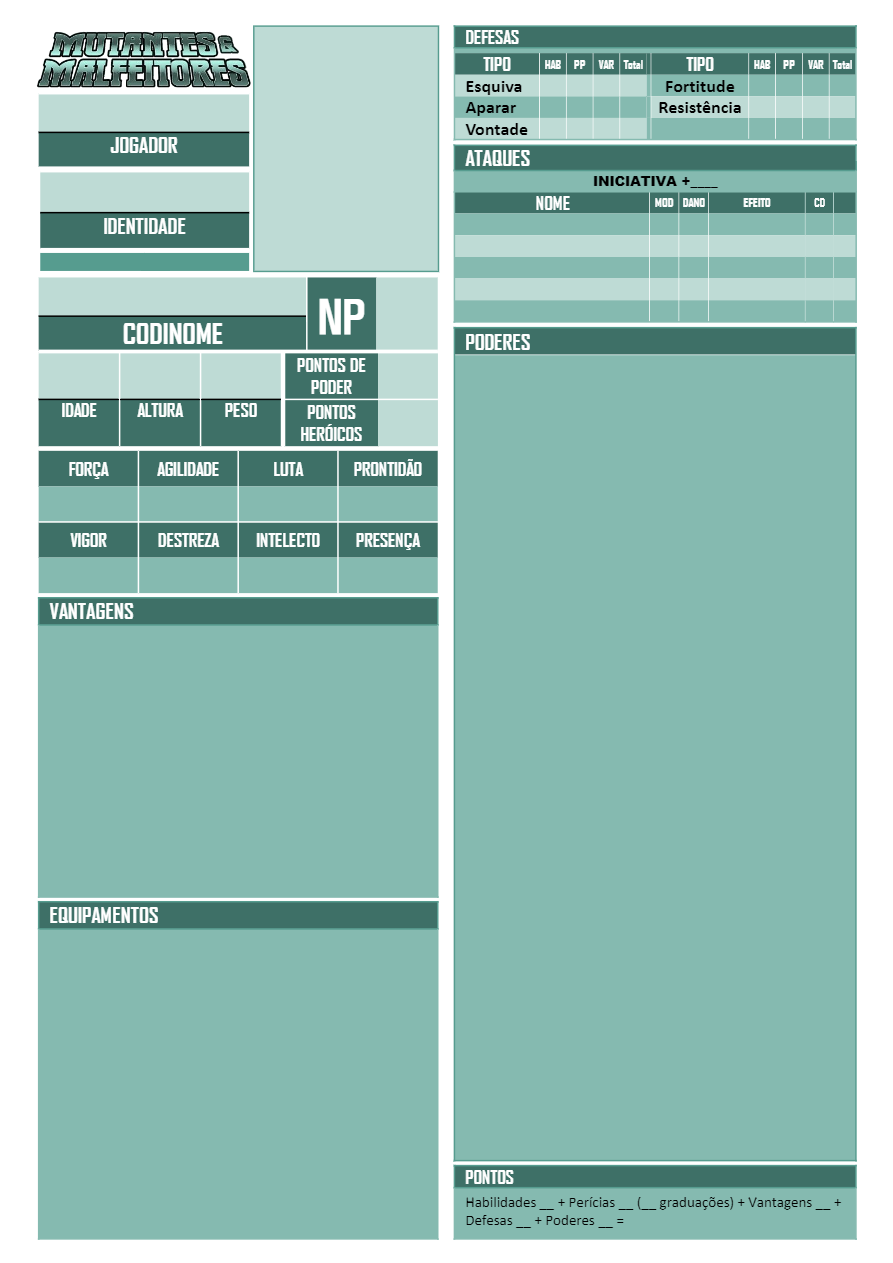 MUTANTES &
MALFEITORES
JOGADOR
IDENTIDADE
CODINOME
NP
IDADE ALTURA PESO
PONTOS DE
PODER
PONTOS
HERÓICOS
FORÇA AGILIDADE LUTA PRONTIDÃO
VIGOR DESTREZA INTELECTO PRESENÇA
VANTAGENS
EQUIPAMENTOS
DEFESAS
TIPO HAB PP VAR Total TIPO HAB PP VAR Total
Esquiva Fortitude
Aparar Resistência
Vontade
ATAQUES
INICIATIVA +____
NOME MOD DANO EFEITO CD
PODERES
PONTOS
Habilidades __ + Perícias __ (__ graduações) + Vantagens __ +
Defesas __ + Poderes __ =